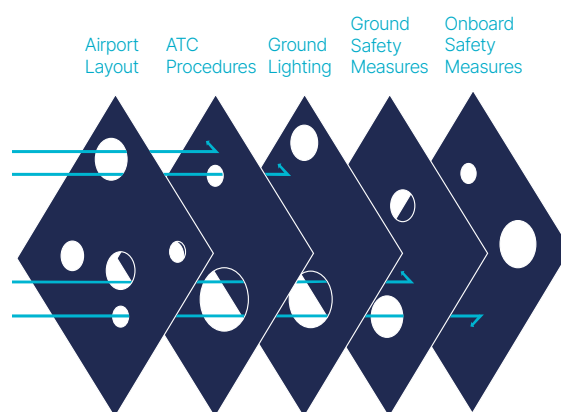 Airport
Layout
ATC
Procedures
Ground
Lighting
Ground
Safety
Measures
Onboard
Safety
Measures